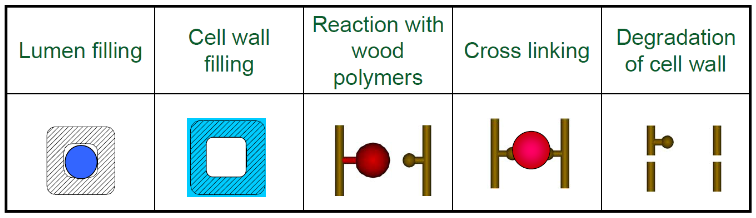 Lumen filling
Cell wall
filling
Reaction with
wood
polymers
Cross linking
Degradation
of cell wall